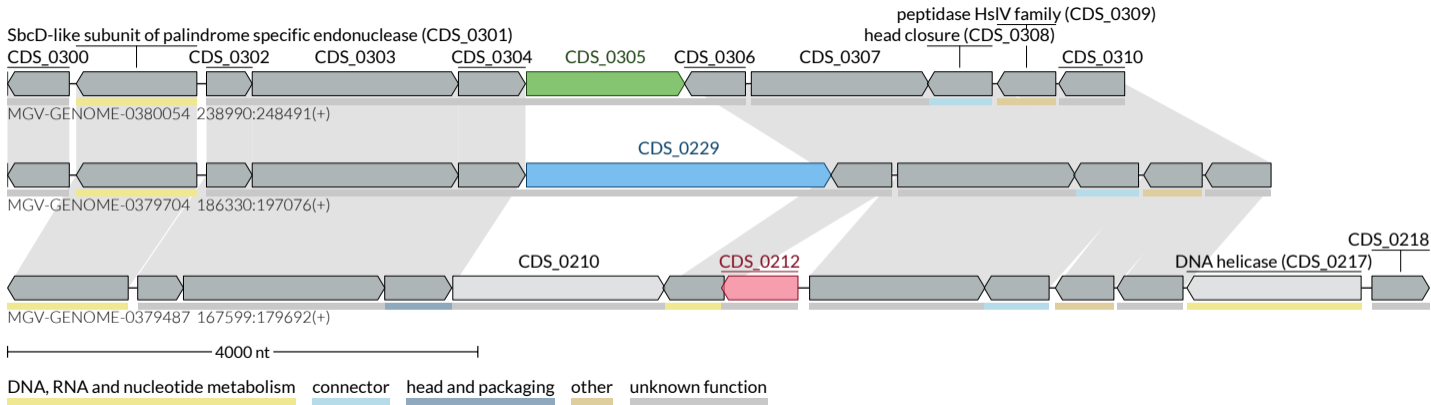 peptidase HslV family (CDS_0309)
SbcD-like subunit of palindrome specific endonuclease (CDS_0301) head closure (CDS_0308)
CDS_0300 CDS_0302 CDS_0303 CDS_0304 CDS_0305 CDS_0306 CDS_0307 CDS_0310
MGV-GENOME-0380054 238990:248491(+)
CDS_0229
MGV-GENOME-0379704 186330:197076(+)
CDS_0218
CDS_0210 CDS_0212 DNA helicase (CDS_0217)
MGV-GENOME-0379487 167599:179692(+)
4000 nt
DNA, RNA and nucleotide metabolism connector head and packaging other unknown function